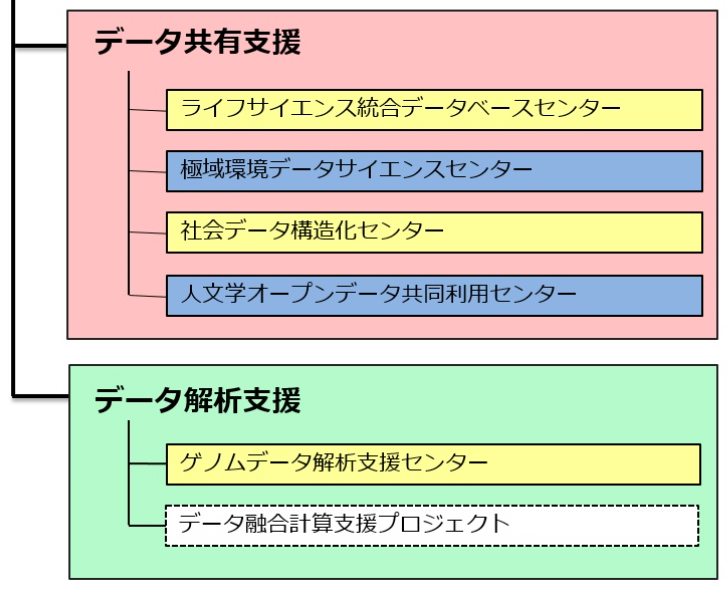 データ共有支援
ライフサイエンス統合データベースセンター
極域環境データサイエンスセンター
社会データ構造化センター
人文学オープンデータ共同利用センター
データ解析支援
ゲノムデータ解析支援センター
データ融合計算支援プロジェクト